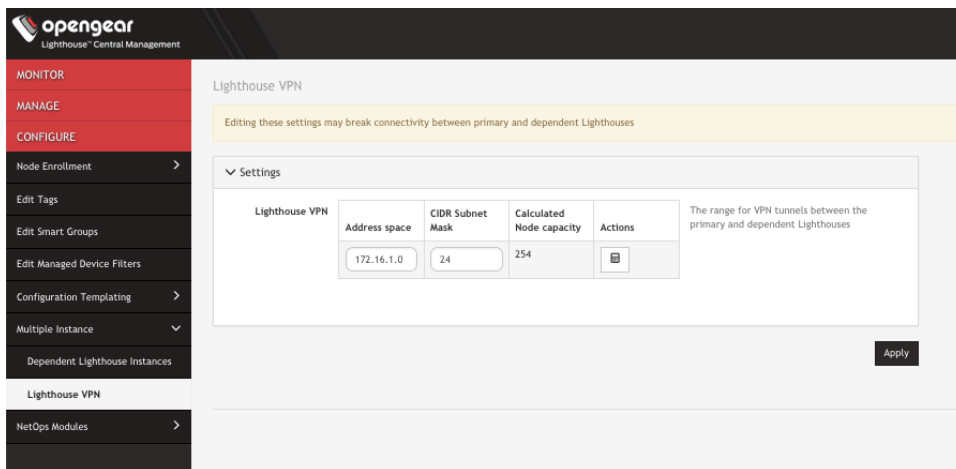 opengear
Lighthouse™ Central Management
MONITOR
MANAGE
CONFIGURE
Node Enrollment
Edit Tags
Edit Smart Groups
Edit Managed Device Filters
Configuration Templating
Multiple Instance
Dependent Lighthouse Instances
Lighthouse VPN
NetOps Modules
Lighthouse VPN
Editing these settings may break connectivity between primary and dependent Lighthouses
Settings
Lighthouse VPN
Address space
CIDR Subnet
Mask
Calculated
Node capacity
Actions
172.16.1.0
24
254
The range for VPN tunnels between the
primary and dependent Lighthouses
Apply